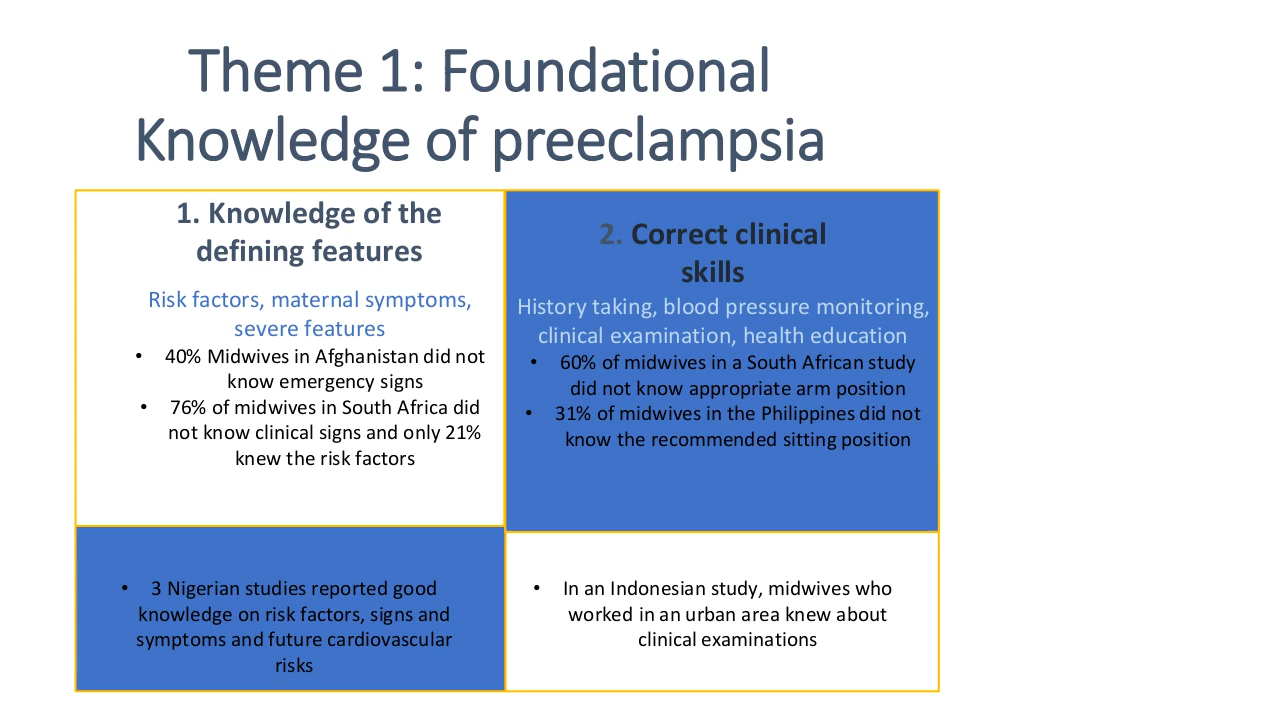 Theme 1: Foundational
Knowledge of preeclampsia
1. Knowledge of the
defining features
Risk factors, maternal symptoms,
severe features
• 40% Midwives in Afghanistan did not
know emergency signs
• 76% of midwives in South Africa did
not know clinical signs and only 21%
knew the risk factors
2. Correct clinical
skills
History taking, blood pressure monitoring,
clinical examination, health education
• 60% of midwives in a South African study
did not know appropriate arm position
• 31% of midwives in the Philippines did not
know the recommended sitting position
• 3 Nigerian studies reported good
knowledge on risk factors, signs and
symptoms and future cardiovascular
risks
• In an Indonesian study, midwives who
worked in an urban area knew about
clinical examinations